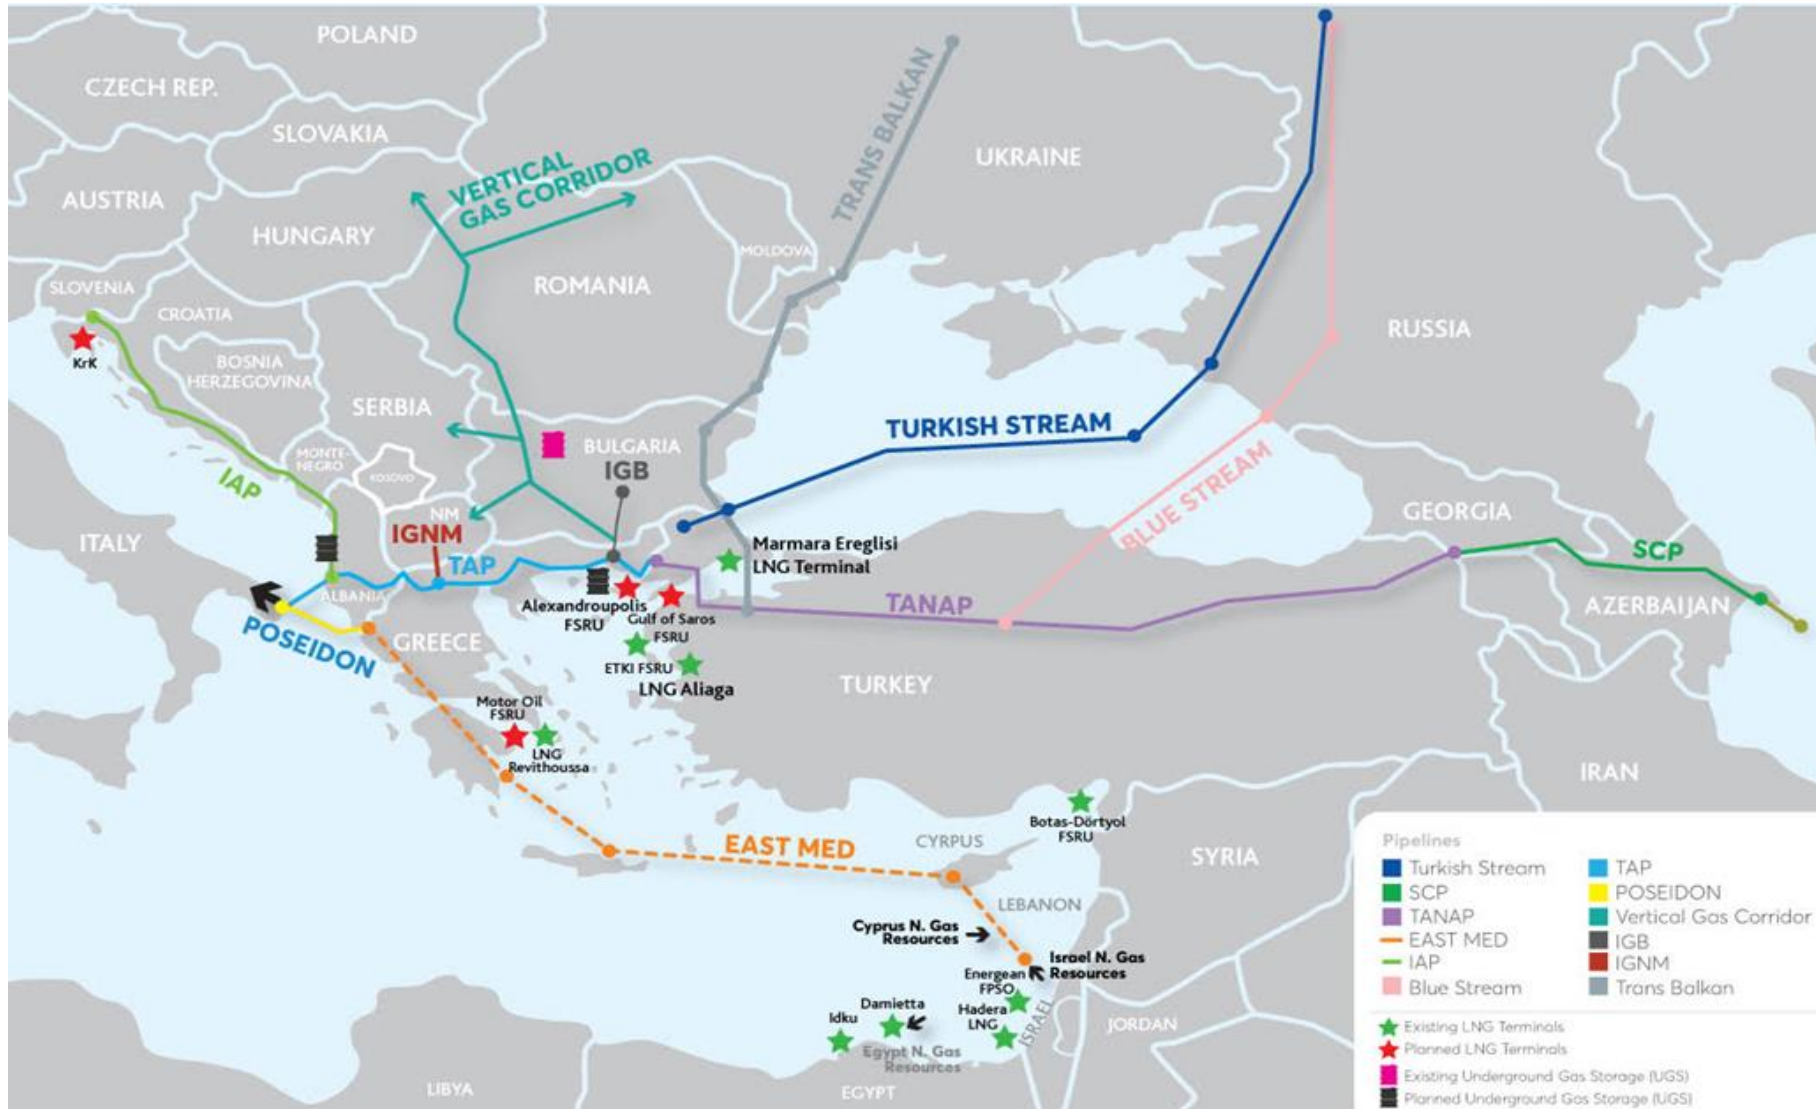 POLAND
CZECH REP.
SLOVAKIA
AUSTRIA
HUNGARY
VERTICAL
GAS CORRIDOR
TRANS BALKAN
UKRAINE
MOLDOVA
ROMANIA
SLOVENIA
CROATIA
KrK
BOSNIA
HERZEGOVINA
SERBIA
RUSSIA
TURKISH STREAM
BLUE STREAM
BULGARIA
IGB
MONTE-
NEGRO
KOSOVO
IAP
NM
IGNM
ITALY
TAP
ALBANIA
GEORGIA
SCP
AZERBAIJAN
Marmara Ereglisi
LNG Terminal
TANAP
Alexandroupolis
FSRU
Gulf of Saros
FSRU
ETKI FSRU
LNG Aliaga
POSEIDON
GREECE
TURKEY
Motor Oil
FSRU
LNG
Revithoussa
IRAN
EAST MED
CYRPUS
Botas-Dörtyol
FSRU
SYRIA
LEBANON
Cyprus N. Gas
Resources
Israel N. Gas
Resources
Energean
FPSO
Hadera
LNG
ISRAEL
JORDAN
Damietta
Idku
Egypt N. Gas
Resources
LIBYA
EGYPT
Pipelines
Turkish Stream
SCP
TANAP
EAST MED
IAP
Blue Stream
TAP
POSEIDON
Vertical Gas Corridor
IGB
IGNM
Trans Balkan
Existing LNG Terminals
Planned LNG Terminals
Existing Underground Gas Storage (UGS)
Planned Underground Gas Storage (UGS)